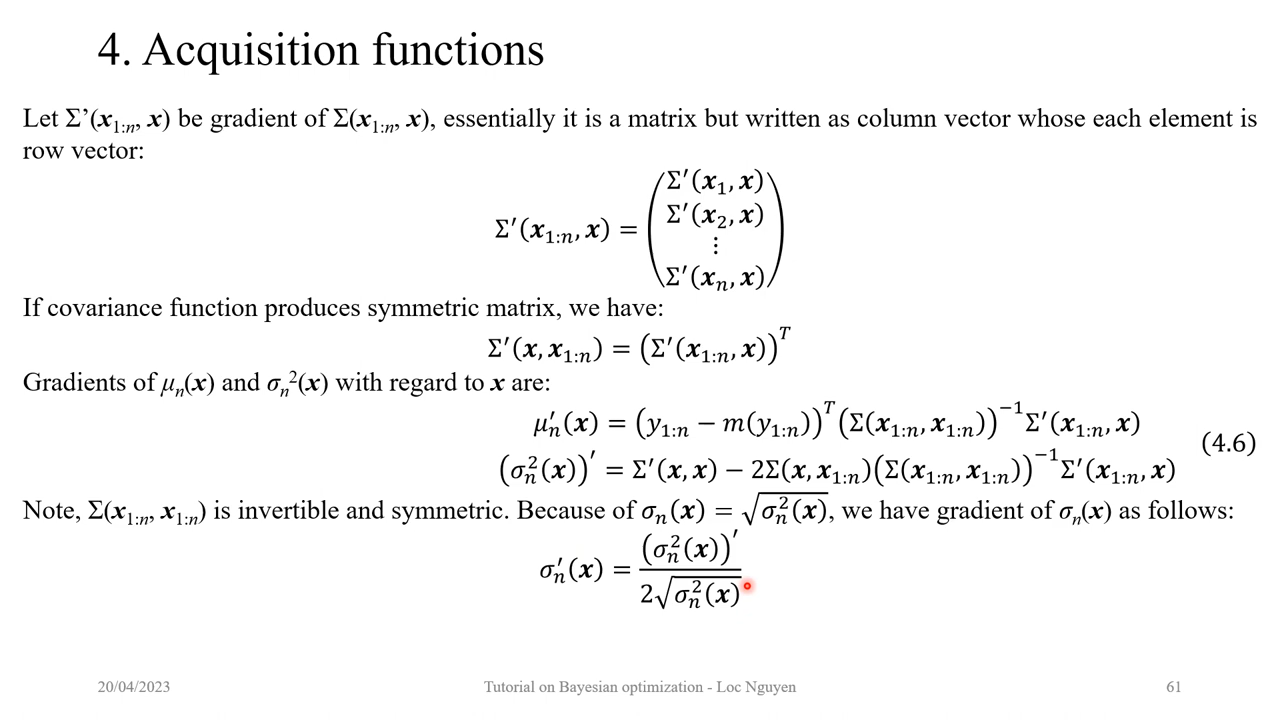 4. Acquisition functions
Let Σ’(x₁:ₙ, x) be gradient of Σ(x₁:ₙ, x), essentially it is a matrix but written as column vector whose each element is
row vector:
Σ′(x₁:ₙ, x) = (Σ′(x₁, x) Σ′(x₂, x) ⋮ Σ′(xₙ, x))
If covariance function produces symmetric matrix, we have:
Σ′(x, x₁:ₙ) = (Σ′(x₁:ₙ, x))ᵀ
Gradients of μₙ(x) and σₙ²(x) with regard to x are:
μₙ′(x) = (y₁:ₙ − m(y₁:ₙ))ᵀ(Σ(x₁:ₙ, x₁:ₙ))⁻¹Σ′(x₁:ₙ, x)
(σₙ²(x))′ = Σ′(x, x) − 2Σ(x, x₁:ₙ)(Σ(x₁:ₙ, x₁:ₙ))⁻¹Σ′(x₁:ₙ, x)
(4.6)
Note, Σ(x₁:ₙ, x₁:ₙ) is invertible and symmetric. Because of σₙ(x) = √(σₙ²(x)), we have gradient of σₙ(x) as follows:
σₙ′(x) = (σₙ²(x))′ / 2√(σₙ²(x))
20/04/2023 Tutorial on Bayesian optimization - Loc Nguyen 61